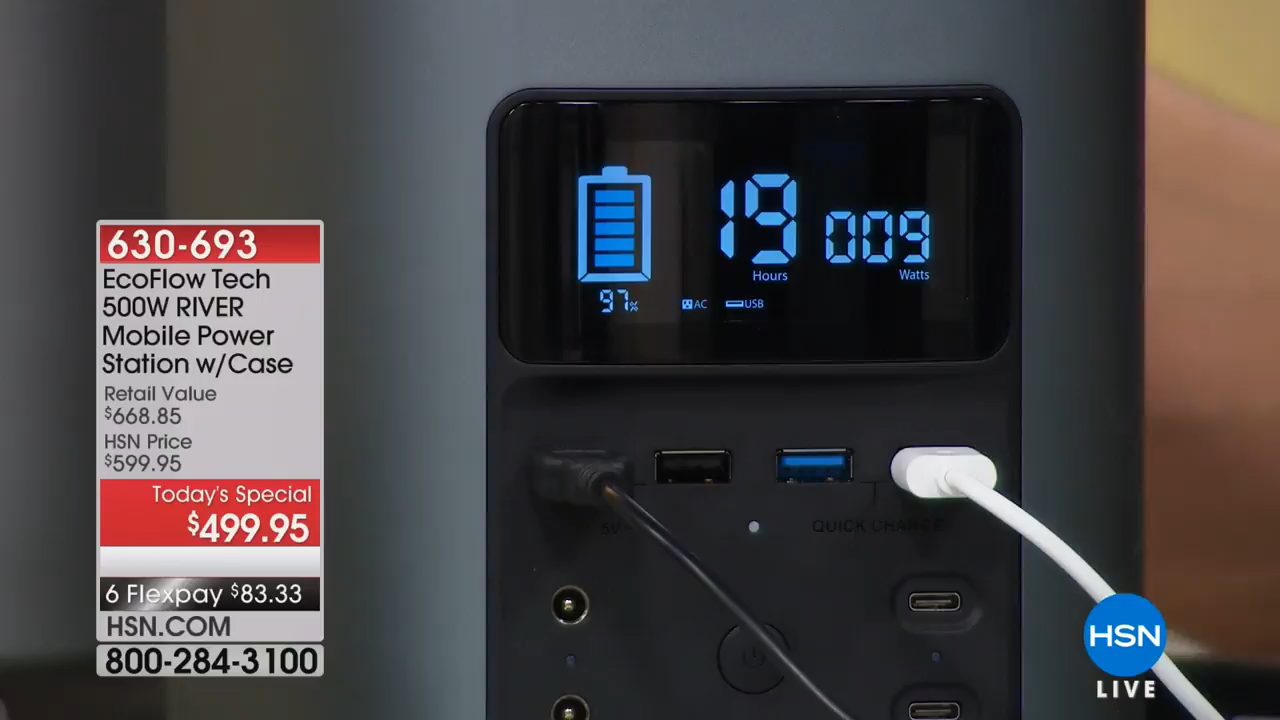 630-693
EcoFlow Tech
500W RIVER
Mobile Power
Station w/Case
Retail Value
$668.85
HSN Price
$599.95
Today's Special
$499.95
6 Flexpay $83.33
HSN.COM
800-284-3100
19
Hours
009
Watts
97%
AC
USB
5V
QUICK CHARGE
HSN
LIVE